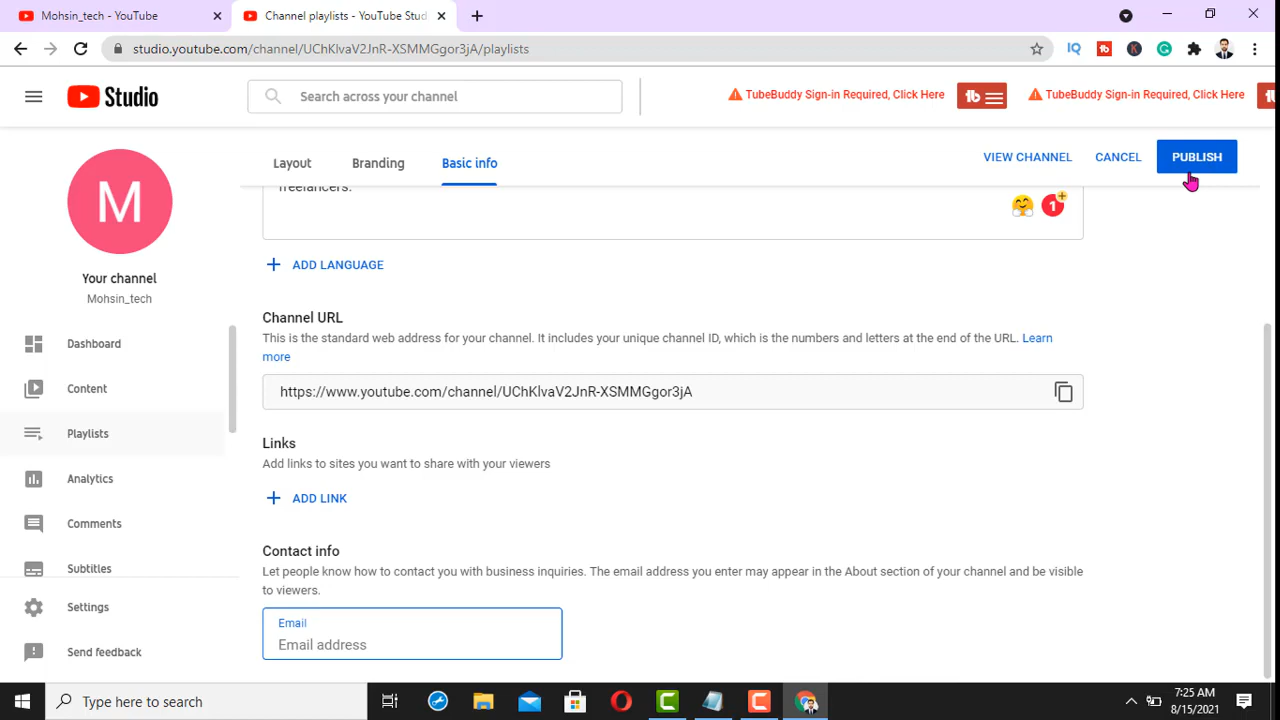 Mohsin_tech - YouTube
Channel playlists - YouTube Stud
studio.youtube.com/channel/UChKlvaV2JnR-XSMMGgor3jA/playlists
IQ
tb
K
Studio
Search across your channel
TubeBuddy Sign-in Required, Click Here
tb
TubeBuddy Sign-in Required, Click Here
M
Your channel
Mohsin_tech
Dashboard
Content
Playlists
Analytics
Comments
Subtitles
Settings
Send feedback
Layout
Branding
Basic info
VIEW CHANNEL
CANCEL
PUBLISH
freelancers.
1
ADD LANGUAGE
Channel URL
This is the standard web address for your channel. It includes your unique channel ID, which is the numbers and letters at the end of the URL. Learn
more
https://www.youtube.com/channel/UChKlvaV2JnR-XSMMGgor3jA
Links
Add links to sites you want to share with your viewers
ADD LINK
Contact info
Let people know how to contact you with business inquiries. The email address you enter may appear in the About section of your channel and be visible
to viewers.
Email
Email address
Type here to search
7:25 AM
8/15/2021